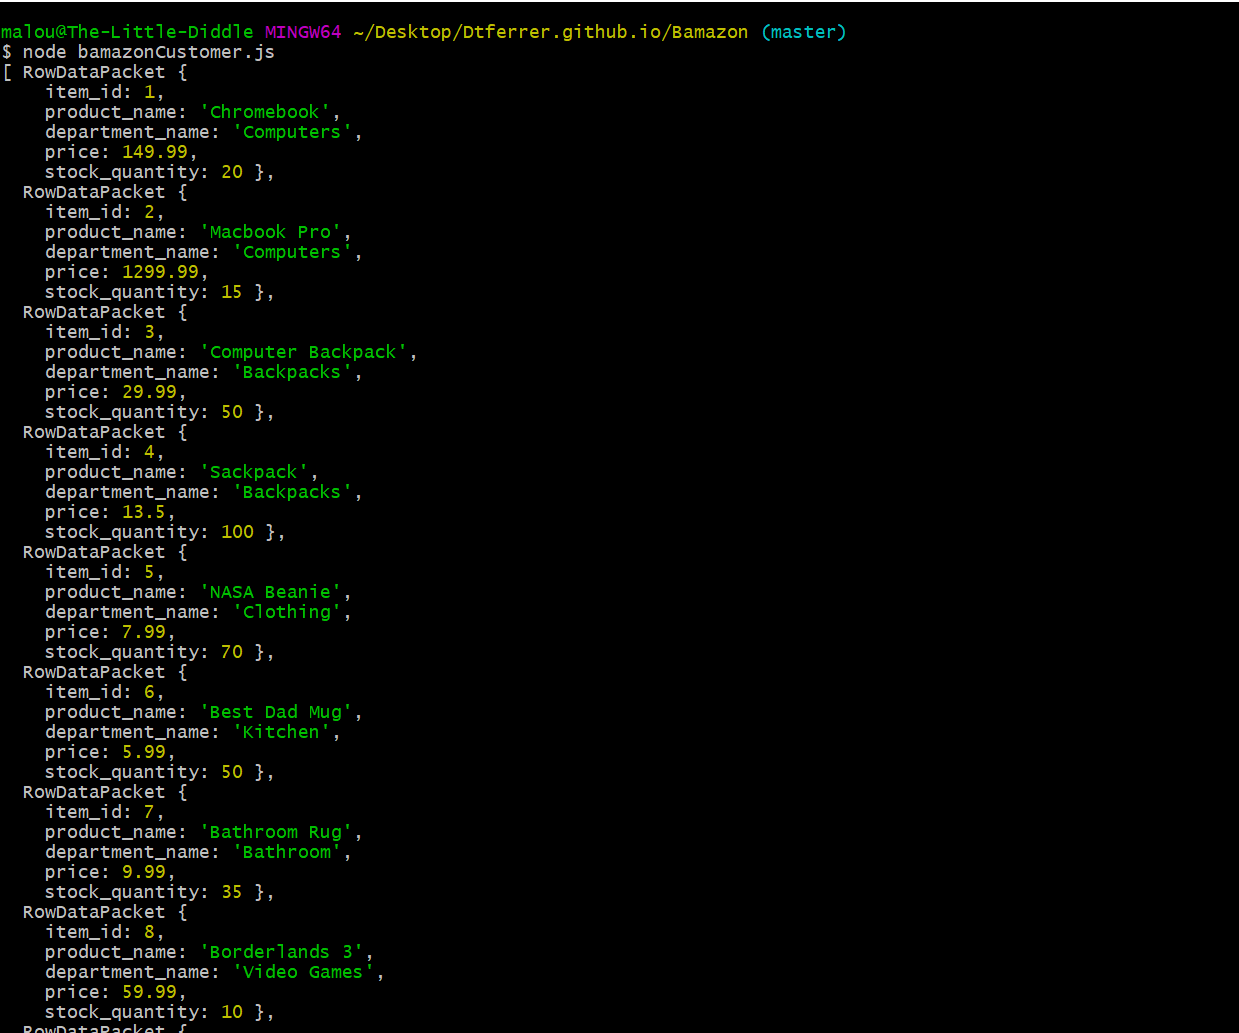 malou@The-Little-Diddle MINGW64 ~/Desktop/Dtferrer.github.io/Bamazon (master)
$ node bamazonCustomer.js
[ RowDataPacket {
    item_id: 1,
    product_name: 'Chromebook',
    department_name: 'Computers',
    price: 149.99,
    stock_quantity: 20 },
  RowDataPacket {
    item_id: 2,
    product_name: 'Macbook Pro',
    department_name: 'Computers',
    price: 1299.99,
    stock_quantity: 15 },
  RowDataPacket {
    item_id: 3,
    product_name: 'Computer Backpack',
    department_name: 'Backpacks',
    price: 29.99,
    stock_quantity: 50 },
  RowDataPacket {
    item_id: 4,
    product_name: 'Sackpack',
    department_name: 'Backpacks',
    price: 13.5,
    stock_quantity: 100 },
  RowDataPacket {
    item_id: 5,
    product_name: 'NASA Beanie',
    department_name: 'Clothing',
    price: 7.99,
    stock_quantity: 70 },
  RowDataPacket {
    item_id: 6,
    product_name: 'Best Dad Mug',
    department_name: 'Kitchen',
    price: 5.99,
    stock_quantity: 50 },
  RowDataPacket {
    item_id: 7,
    product_name: 'Bathroom Rug',
    department_name: 'Bathroom',
    price: 9.99,
    stock_quantity: 35 },
  RowDataPacket {
    item_id: 8,
    product_name: 'Borderlands 3',
    department_name: 'Video Games',
    price: 59.99,
    stock_quantity: 10 },
  RowDataPacket {